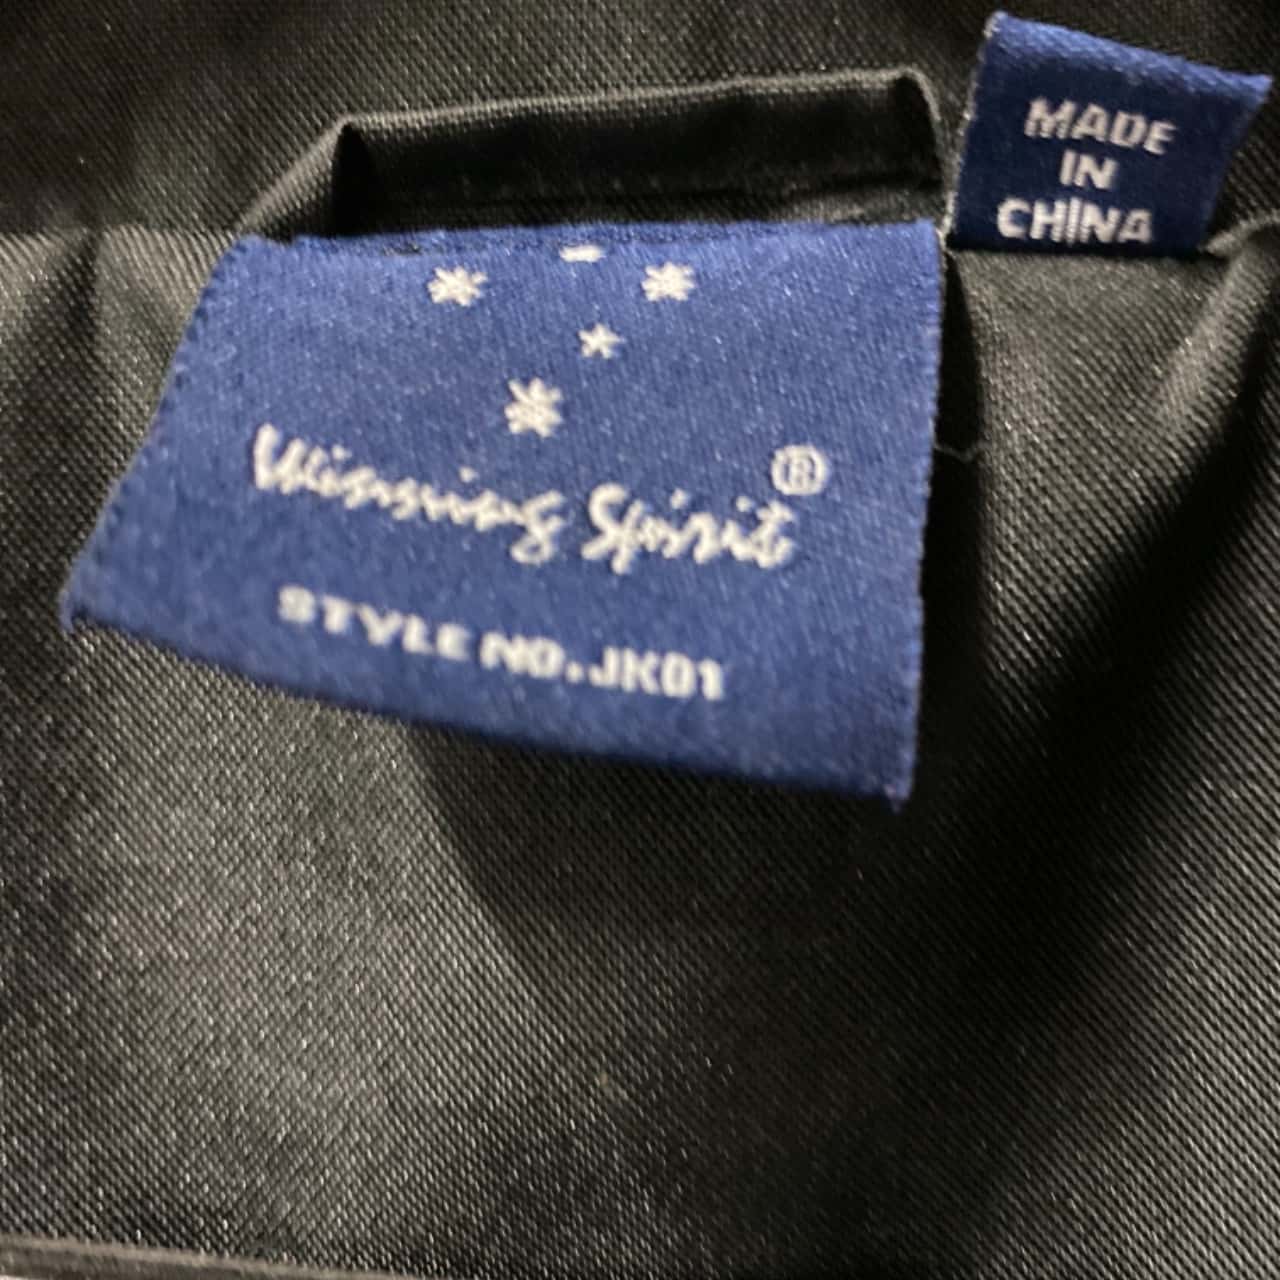 MADE
IN
CHINA
Winning Spirit®
STYLE NO. JK01